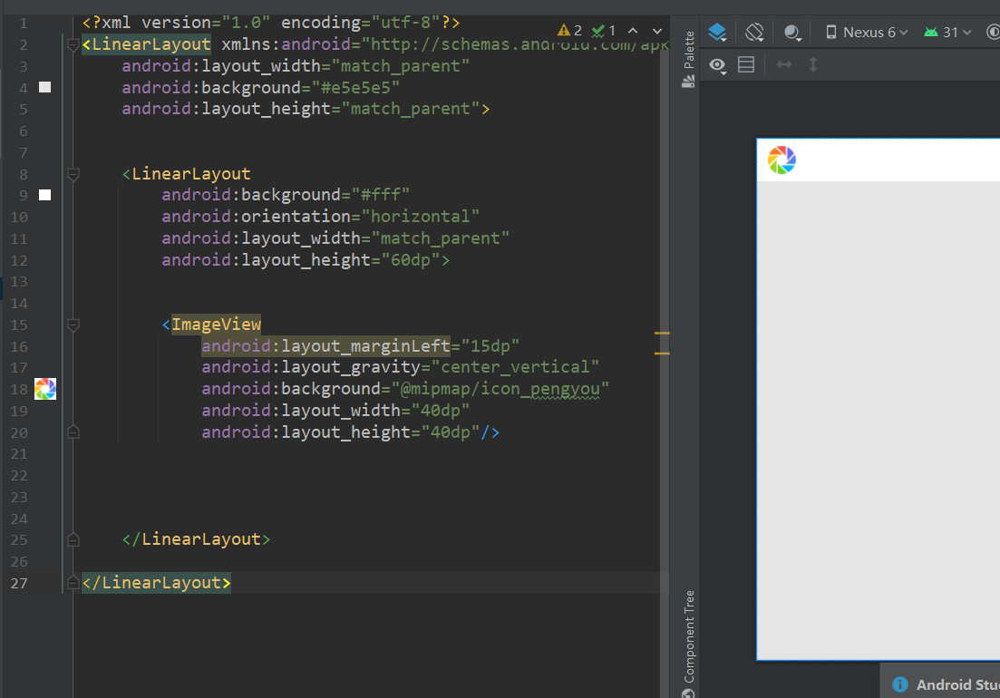 1 <?xml version="1.0" encoding="utf-8"?>
2 <LinearLayout xmlns:android="http://schemas.android.com/apk
3 android:layout_width="match_parent"
4 android:background="#e5e5e5"
5 android:layout_height="match_parent">
6
7
8 <LinearLayout
9 android:background="#fff"
10 android:orientation="horizontal"
11 android:layout_width="match_parent"
12 android:layout_height="60dp">
13
14
15 <ImageView
16 android:layout_marginLeft="15dp"
17 android:layout_gravity="center_vertical"
18 android:background="@mipmap/icon_pengyou"
19 android:layout_width="40dp"
20 android:layout_height="40dp"/>
21
22
23
24
25 </LinearLayout>
26
27 </LinearLayout>
2 1
Palette
Component Tree
Nexus 6 31
Android Stu